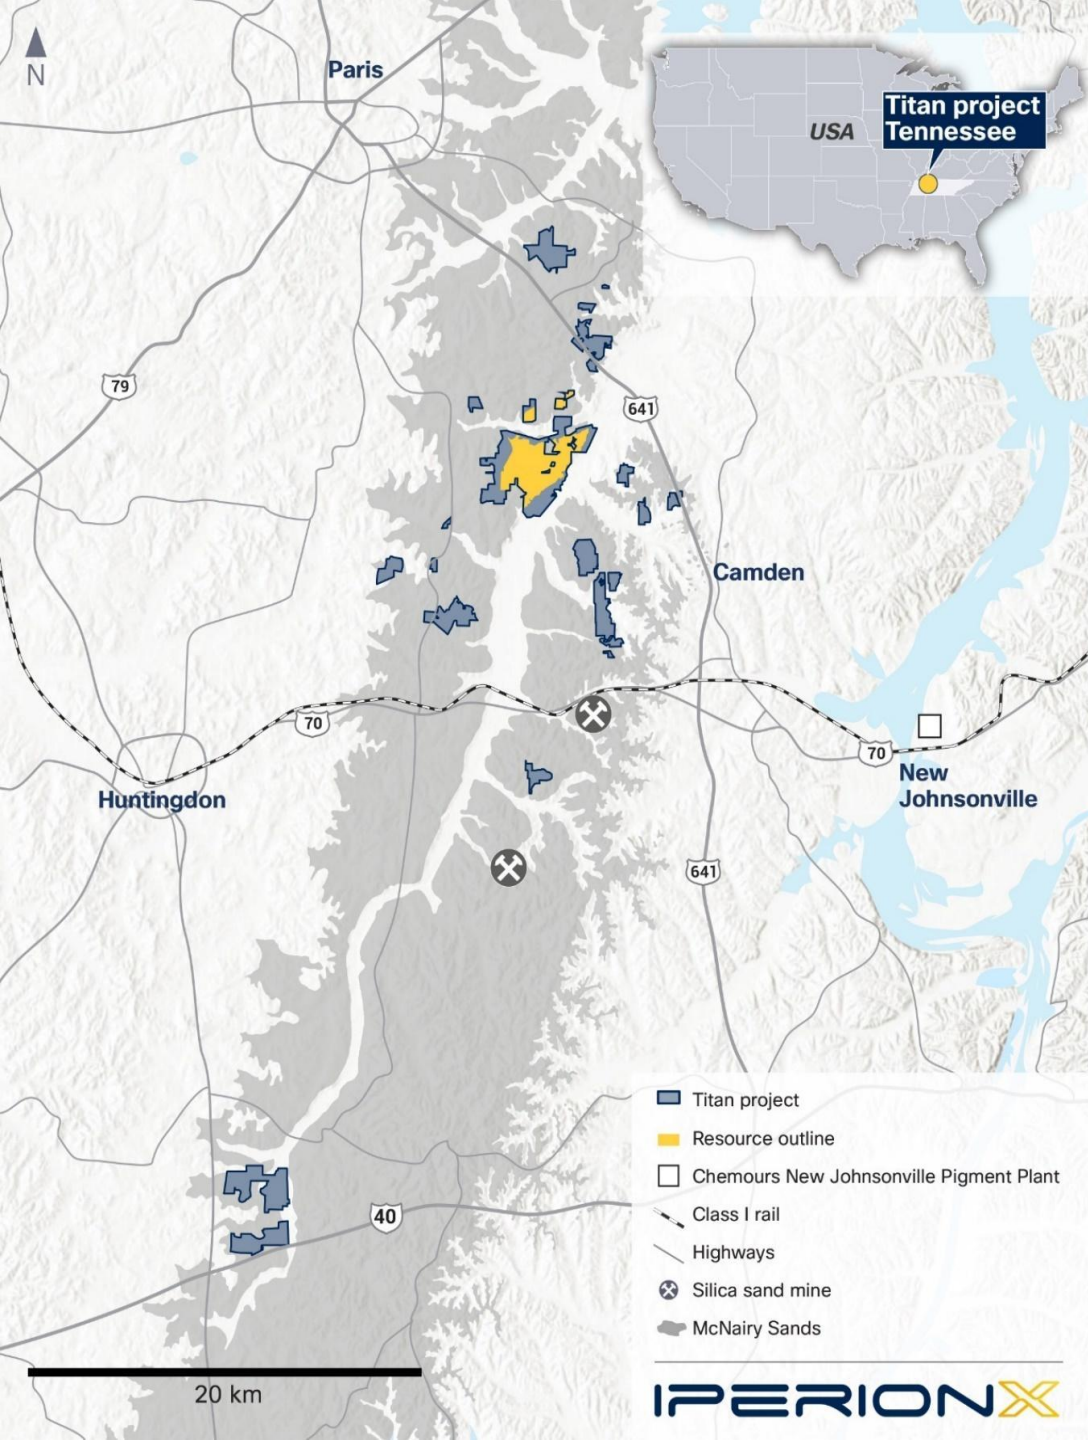 N
Paris
USA
Titan project
Tennessee
79
641
Camden
70
70
New
Johnsonville
Huntingdon
641
40
Titan project
Resource outline
Chemours New Johnsonville Pigment Plant
Class I rail
Highways
Silica sand mine
McNairy Sands
20 km
IPERIONX